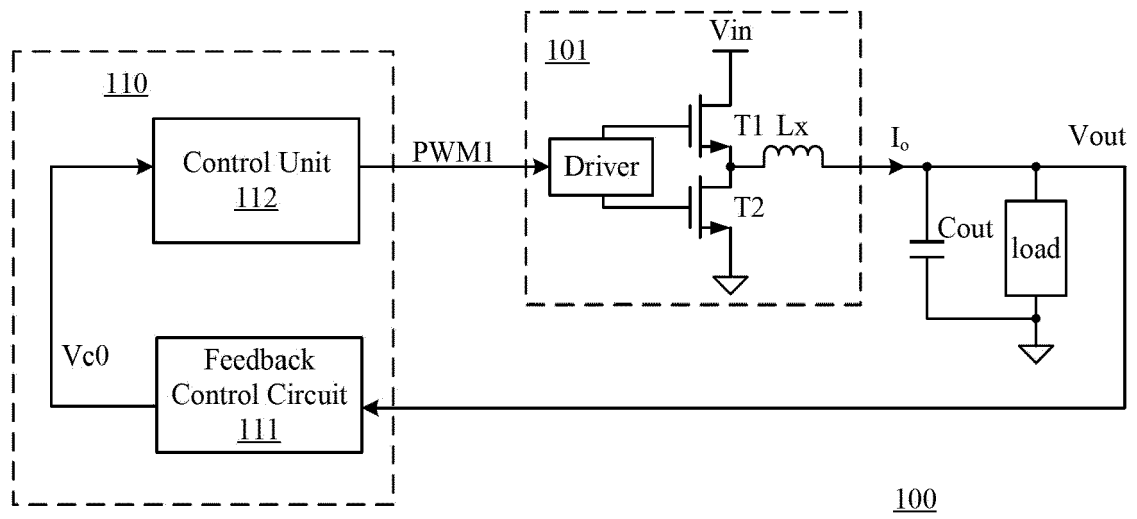 110
Control Unit
112
PWM1
101
Vin
Driver
T1
Lx
T2
Io
Vout
Cout
load
Vc0
Feedback
Control Circuit
111
100